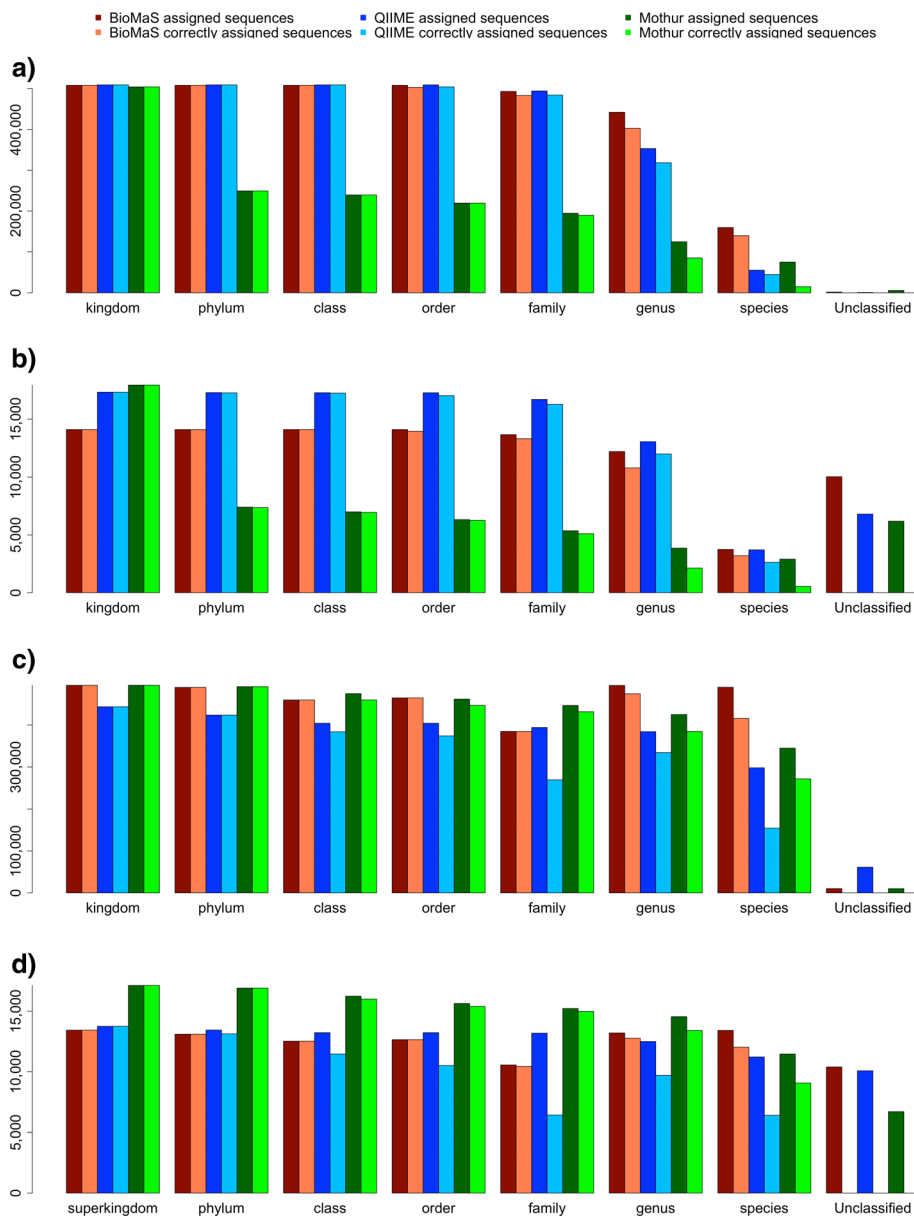 BioMaS assigned sequences QIIME assigned sequences Mothur assigned sequences
BioMaS correctly assigned sequences QIIME correctly assigned sequences Mothur correctly assigned sequences
a)
400,000
200,000
0
kingdom phylum class order family genus species Unclassified
b)
15,000
10,000
5,000
0
kingdom phylum class order family genus species Unclassified
c)
300,000
100,000
0
kingdom phylum class order family genus species Unclassified
d)
15,000
10,000
5,000
0
superkingdom phylum class order family genus species Unclassified